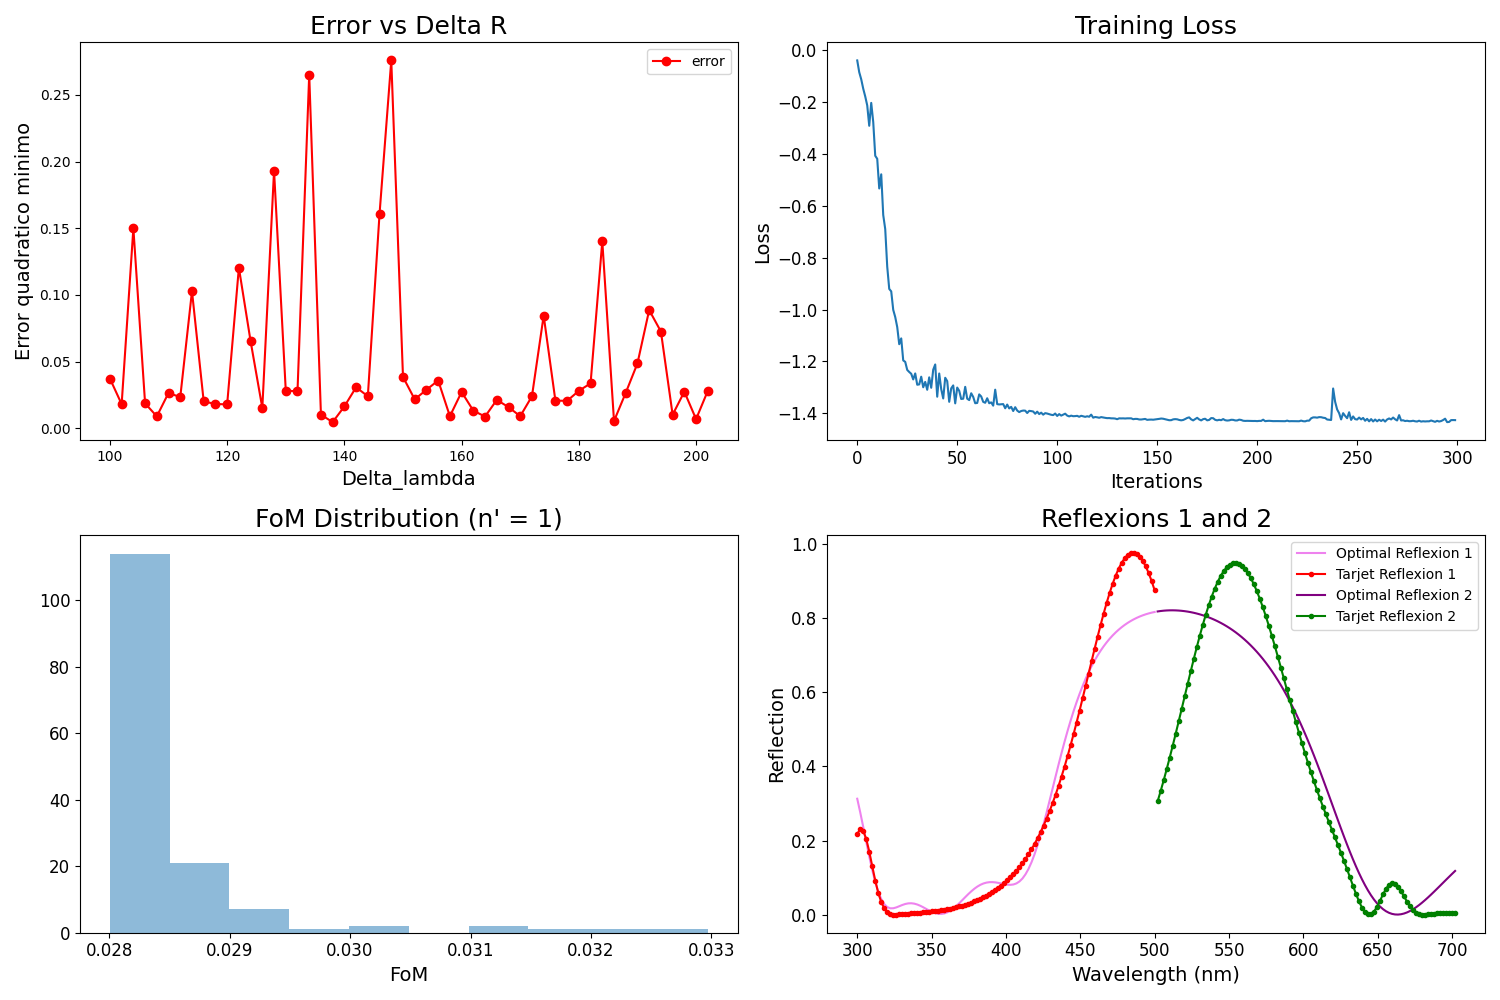 Error vs Delta R
error
Error quadratico minimo
0.25
0.20
0.15
0.10
0.05
0.00
100 120 140 160 180 200
Delta_lambda
Training Loss
Loss
0.0
−0.2
−0.4
−0.6
−0.8
−1.0
−1.2
−1.4
0 50 100 150 200 250 300
Iterations
FoM Distribution (n' = 1)
100
80
60
40
20
0
0.028 0.029 0.030 0.031 0.032 0.033
FoM
Reflexions 1 and 2
Optimal Reflexion 1
Tarjet Reflexion 1
Optimal Reflexion 2
Tarjet Reflexion 2
Reflection
1.0
0.8
0.6
0.4
0.2
0.0
300 350 400 450 500 550 600 650 700
Wavelength (nm)